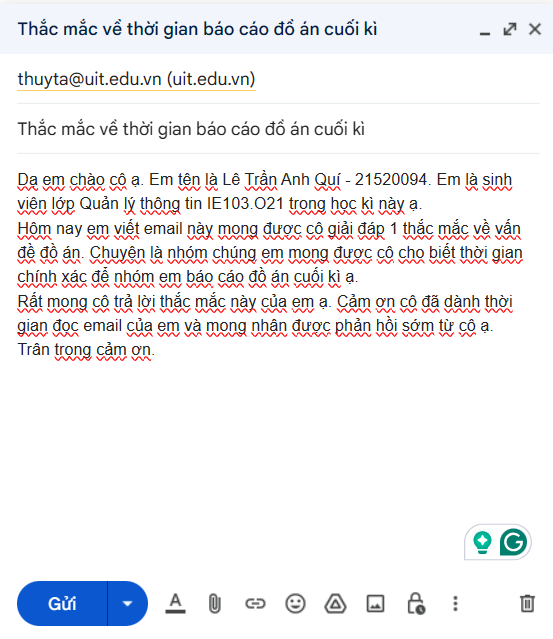 Thắc mắc về thời gian báo cáo đồ án cuối kì
thuyta@uit.edu.vn (uit.edu.vn)
Thắc mắc về thời gian báo cáo đồ án cuối kì
Dạ em chào cô ạ. Em tên là Lê Trần Anh Quí - 21520094. Em là sinh
viên lớp Quản lý thông tin IE103.O21 trong học kì này ạ.
Hôm nay em viết email này mong được cô giải đáp 1 thắc mắc về vấn
đề đồ án. Chuyện là nhóm chúng em mong được cô cho biết thời gian
chính xác để nhóm em báo cáo đồ án cuối kì ạ.
Rất mong cô trả lời thắc mắc này của em ạ. Cảm ơn cô đã dành thời
gian đọc email của em và mong nhận được phản hồi sớm từ cô ạ.
Trân trọng cảm ơn.
Gửi